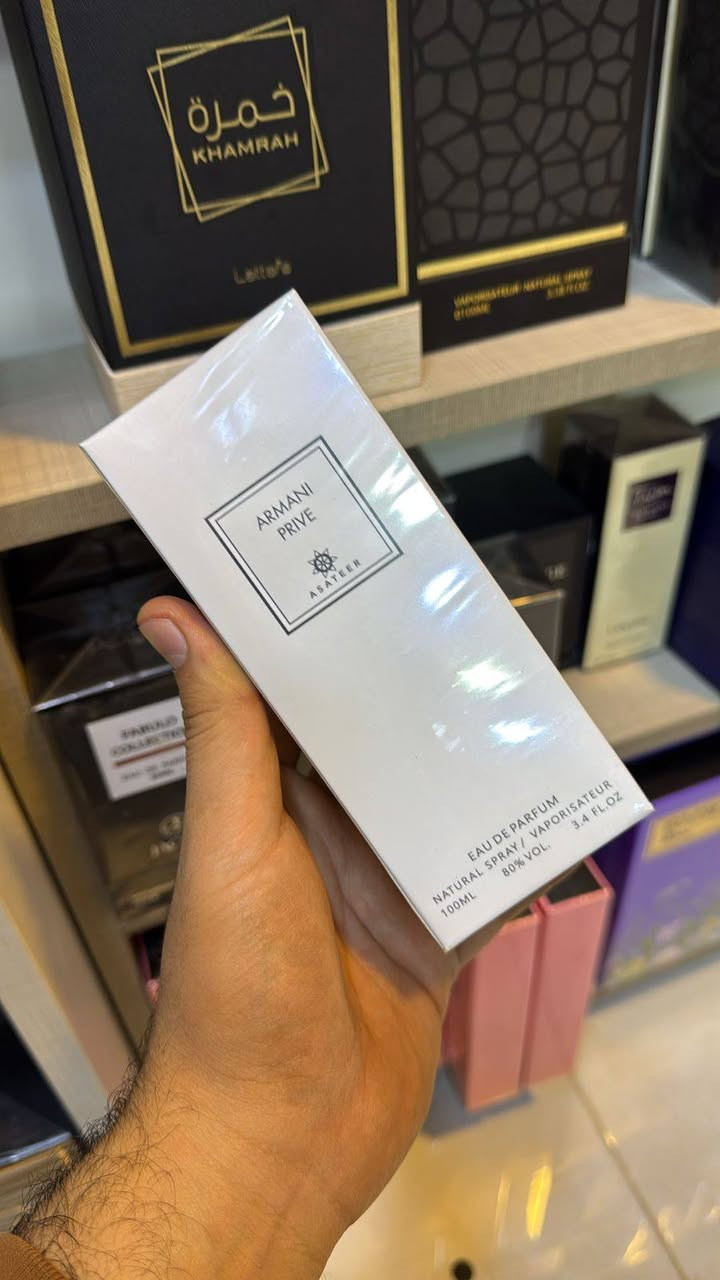 خمرة
KHAMRAH
Lattafa
VAPORISATEUR NATURAL SPRAY
ARMANI
PRIVE
ASATEER
EAU DE PARFUM
NATURAL SPRAY / VAPORISATEUR
100ML 80% VOL. 3.4 FL.OZ
COLLECTION